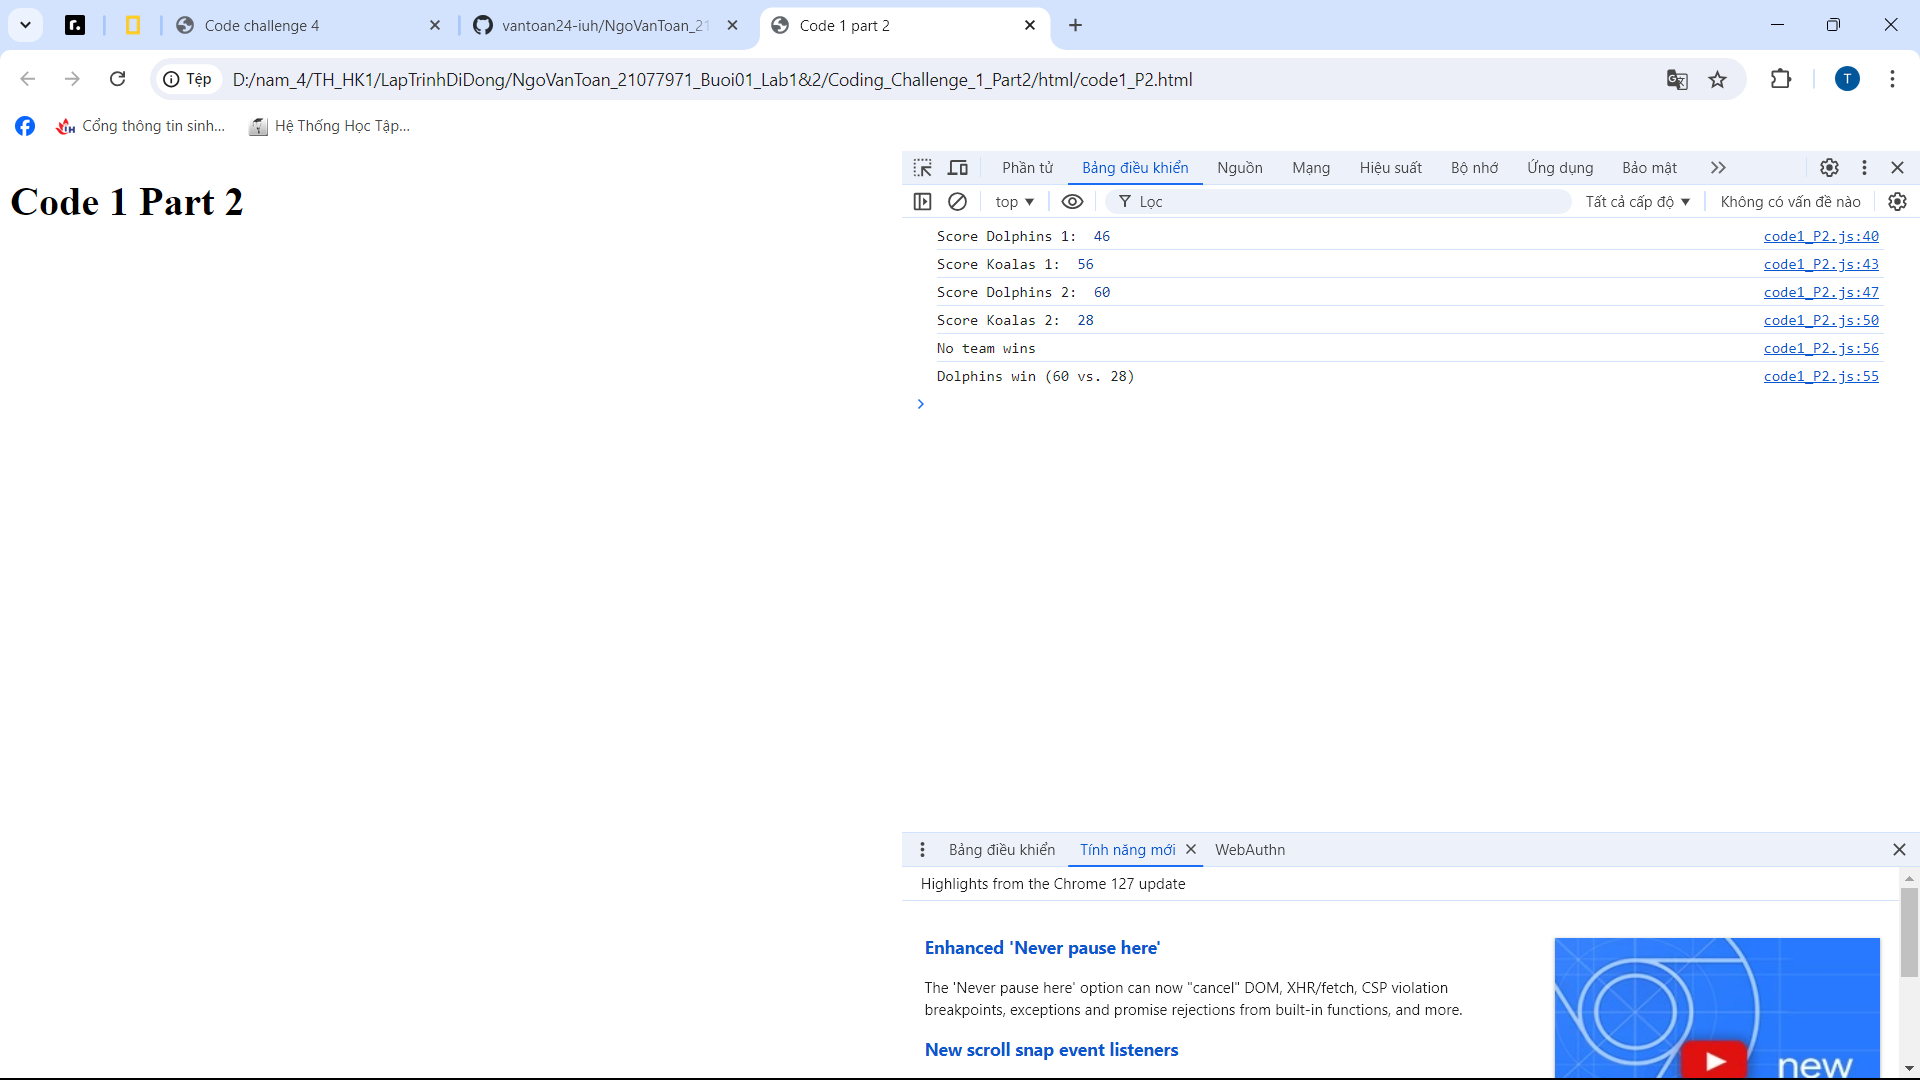 Code challenge 4
vantoan24-iuh/NgoVanToan_21
Code 1 part 2
Tệp
D:/nam_4/TH_HK1/LapTrinhDiDong/NgoVanToan_21077971_Buoi01_Lab1&2/Coding_Challenge_1_Part2/html/code1_P2.html
T
Cổng thông tin sinh...
Hệ Thống Học Tập...
Code 1 Part 2
Phần tử Bảng điều khiển Nguồn Mạng Hiệu suất Bộ nhớ Ứng dụng Bảo mật
top Lọc Tất cả cấp độ Không có vấn đề nào
Score Dolphins 1: 46 code1_P2.js:40
Score Koalas 1: 56 code1_P2.js:43
Score Dolphins 2: 60 code1_P2.js:47
Score Koalas 2: 28 code1_P2.js:50
No team wins code1_P2.js:56
Dolphins win (60 vs. 28) code1_P2.js:55
Bảng điều khiển Tính năng mới WebAuthn
Highlights from the Chrome 127 update
Enhanced 'Never pause here'
The 'Never pause here' option can now "cancel" DOM, XHR/fetch, CSP violation
breakpoints, exceptions and promise rejections from built-in functions, and more.
New scroll snap event listeners
new